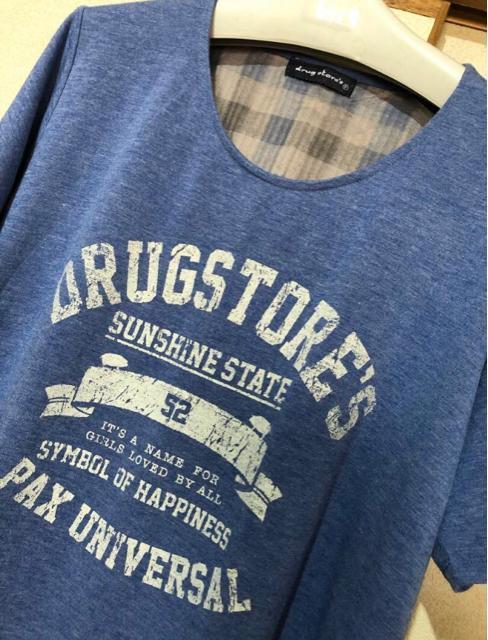 drug store's®
DRUGSTORE'S
SUNSHINE STATE
52
IT'S A NAME FOR
GIRLS LOVED BY ALL
SYMBOL OF HAPPINESS
PAX UNIVERSAL